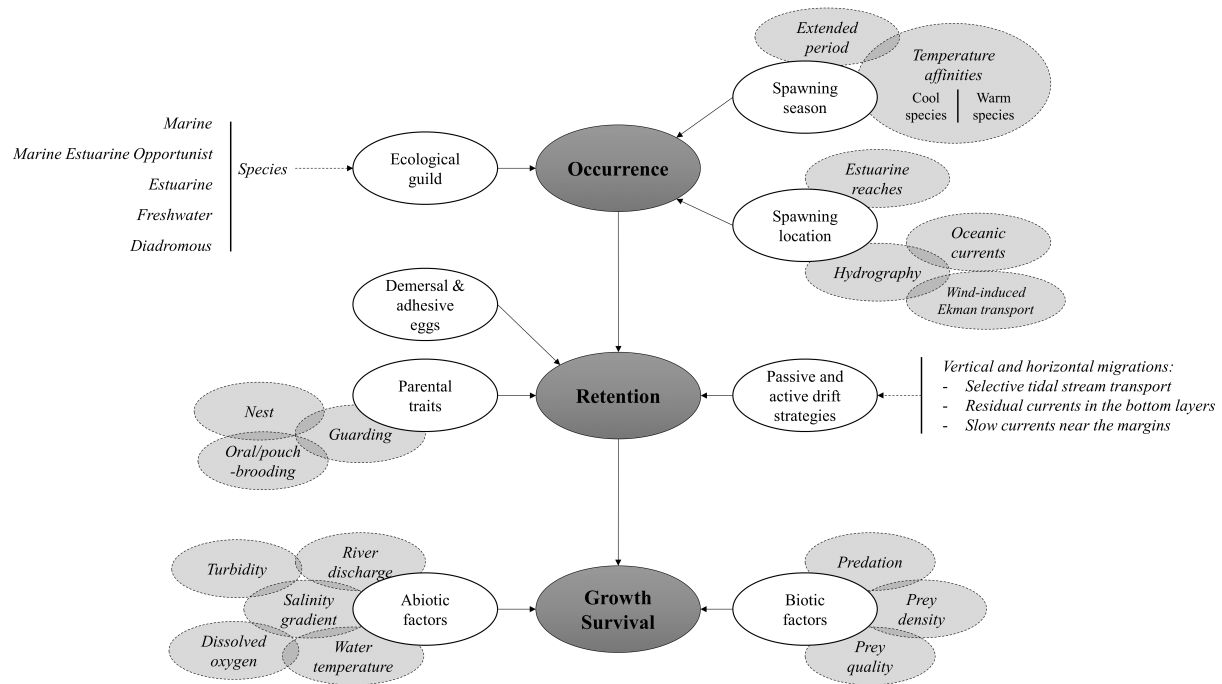 Extended
period
Temperature
affinities
Cool
species
Warm
species
Spawning
season
Marine
Marine Estuarine Opportunist
Estuarine
Freshwater
Diadromous
Species
Ecological
guild
Occurrence
Estuarine
reaches
Spawning
location
Oceanic
currents
Hydrography
Wind-induced
Ekman transport
Demersal &
adhesive
eggs
Parental
traits
Nest
Guarding
Oral/pouch
-brooding
Retention
Passive and
active drift
strategies
Vertical and horizontal migrations:
- Selective tidal stream transport
- Residual currents in the bottom layers
- Slow currents near the margins
Turbidity
River
discharge
Salinity
gradient
Dissolved
oxygen
Water
temperature
Abiotic
factors
Growth
Survival
Biotic
factors
Predation
Prey
density
Prey
quality